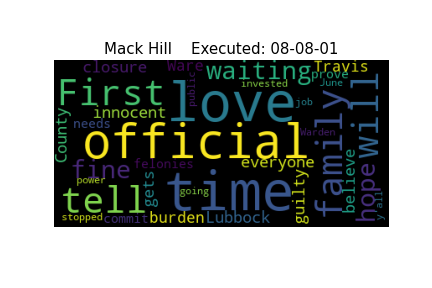 Mack Hill    Executed: 08-08-01
closure Ware public waiting Travis
prove
First love invested June will
innocent job
County needs official Warden family
fine felonies everyone believe hope
power gets time going guilty
tell
stopped commit burden Lubbock y'all